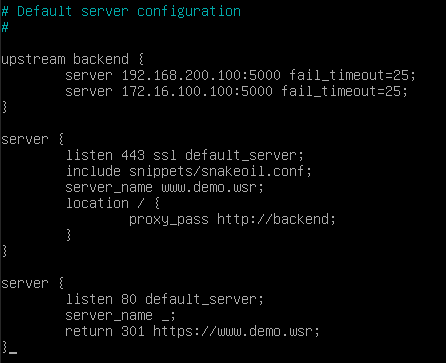 # Default server configuration
#
upstream backend {
server 192.168.200.100:5000 fail_timeout=25;
server 172.16.100.100:5000 fail_timeout=25;
}
server {
listen 443 ssl default_server;
include snippets/snakeoil.conf;
server_name www.demo.wsr;
location / {
proxy_pass http://backend;
}
}
server {
listen 80 default_server;
server_name _;
return 301 https://www.demo.wsr;
}_